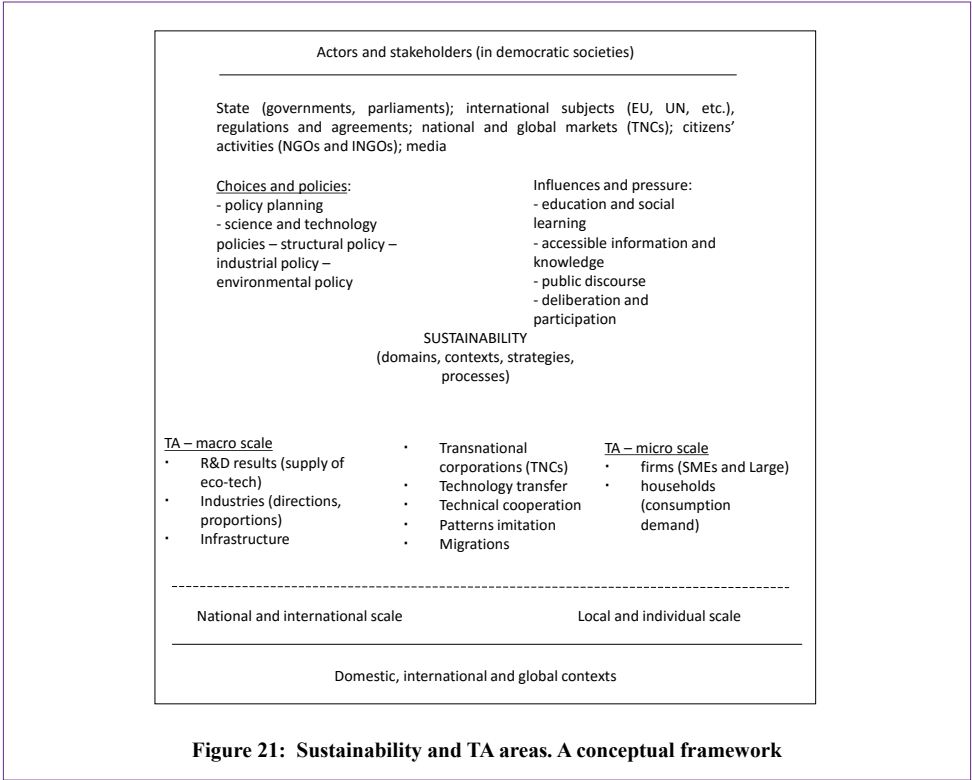 Actors and stakeholders (in democratic societies)
State (governments, parliaments); international subjects (EU, UN, etc.),
regulations and agreements; national and global markets (TNCs); citizens’
activities (NGOs and INGOs); media
Choices and policies:
- policy planning
- science and technology
policies – structural policy –
industrial policy –
environmental policy
Influences and pressure:
- education and social
learning
- accessible information and
knowledge
- public discourse
- deliberation and
participation
SUSTAINABILITY
(domains, contexts, strategies,
processes)
TA – macro scale
· R&D results (supply of
eco-tech)
· Industries (directions,
proportions)
· Infrastructure
· Transnational
corporations (TNCs)
· Technology transfer
· Technical cooperation
· Patterns imitation
· Migrations
TA – micro scale
· firms (SMEs and Large)
· households
(consumption
demand)
National and international scale
Local and individual scale
Domestic, international and global contexts
Figure 21: Sustainability and TA areas. A conceptual framework